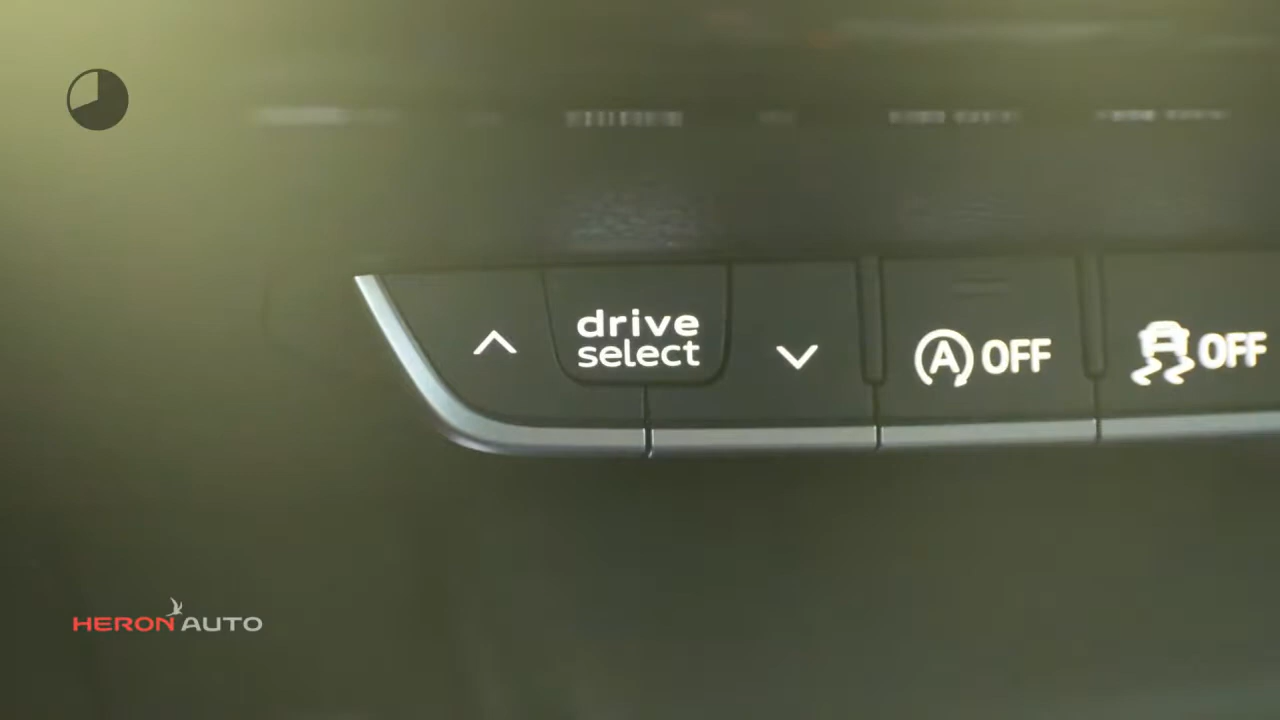 drive
select
A OFF
OFF
HERON AUTO